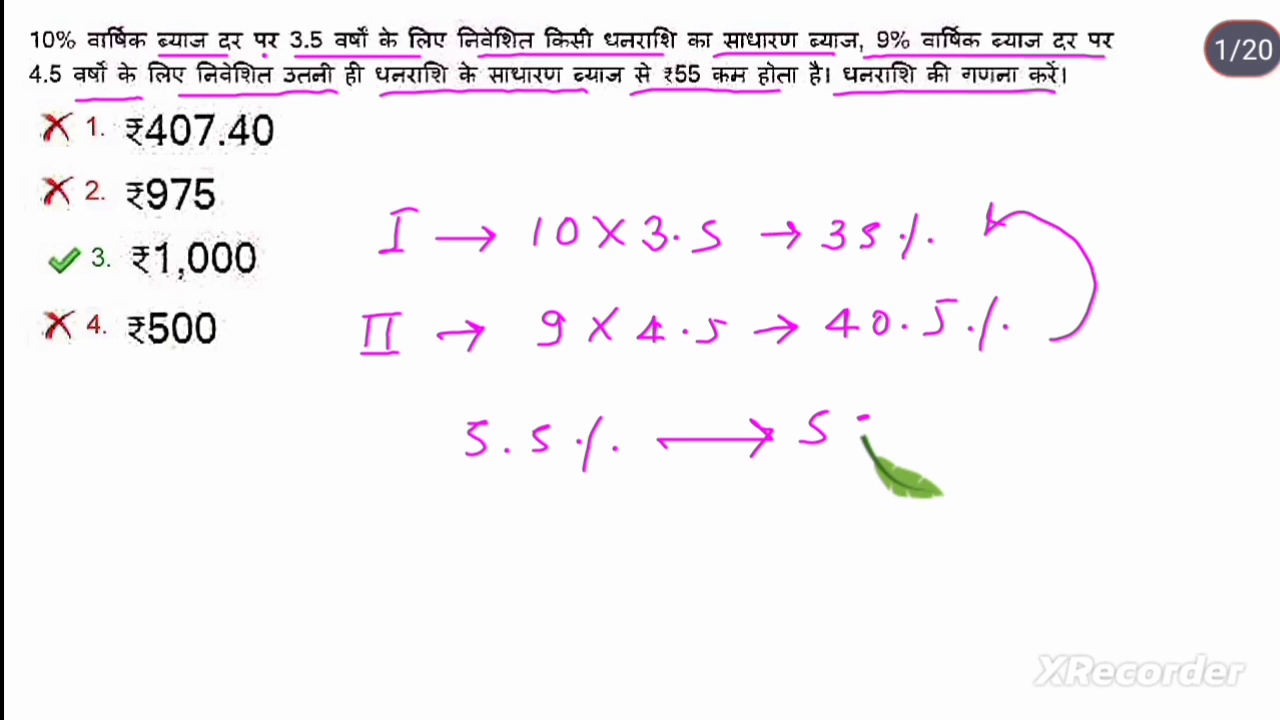 10% वार्षिक ब्याज दर पर 3.5 वर्षों के लिए निवेशित किसी धनराशि का साधारण ब्याज, 9% वार्षिक ब्याज दर पर
4.5 वर्षों के लिए निवेशित उतनी ही धनराशि के साधारण ब्याज से ₹55 कम होता है। धनराशि की गणना करें।
1/20
1. ₹407.40
2. ₹975
3. ₹1,000
4. ₹500
I → 10 × 3.5 → 35%
II → 9 × 4.5 → 40.5%
5.5% ⟷ 5
XRecorder